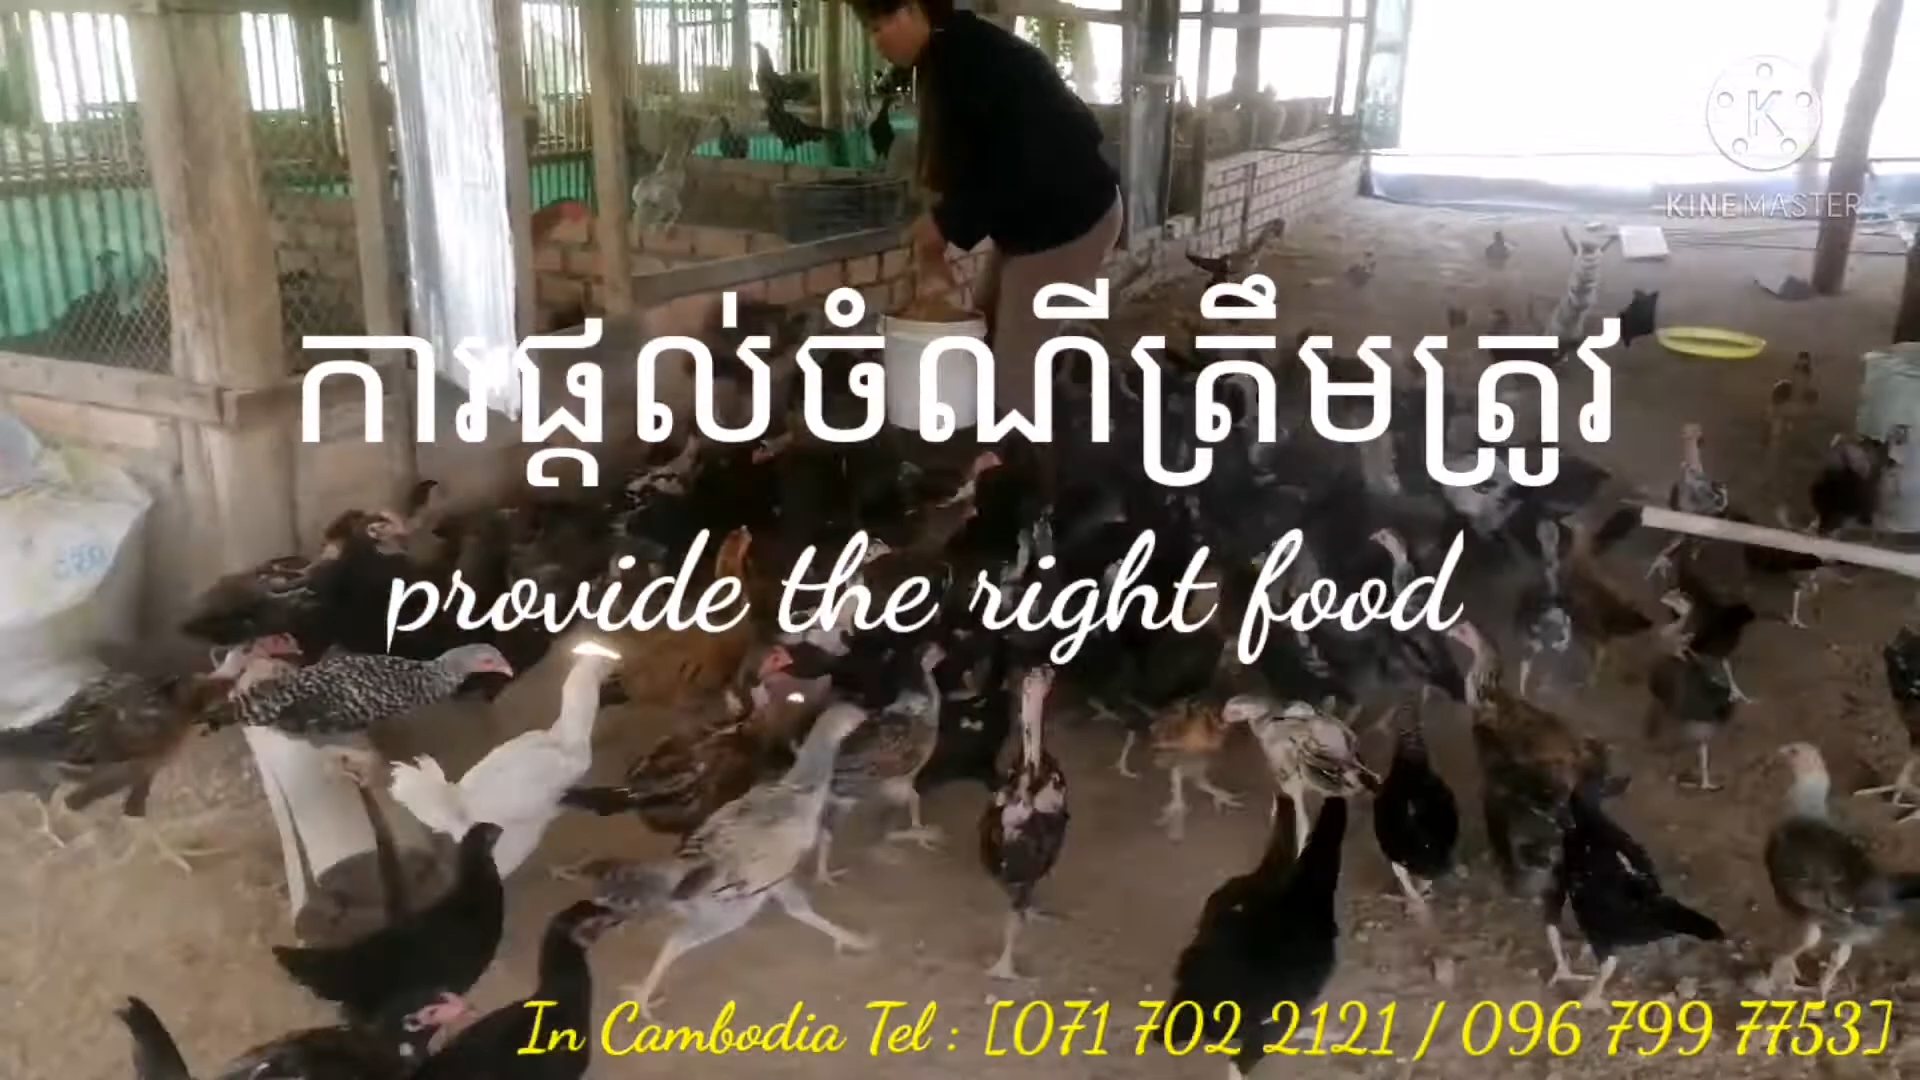 K
KINEMASTER
ការផ្ដល់ចំណីត្រឹមត្រូវ
provide the right food
In Cambodia Tel : [071 702 2121 / 096 799 7753]